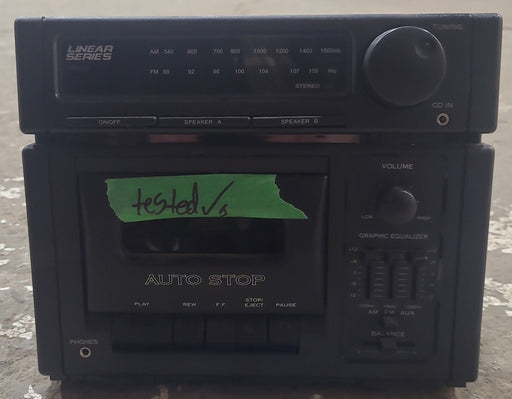 LINEAR
SERIES
AM 540 600 700 800 1000 1200 1400 1600
FM 88 92 96 100 104 107 108
STEREO
TUNING
CD IN
ON/OFF SPEAKER A SPEAKER B
tested✓
AUTO STOP
PLAY REW F.F STOP/
EJECT PAUSE
PHONES
VOLUME
LOW HIGH
GRAPHIC EQUALIZER
AM FM AUX
BALANCE